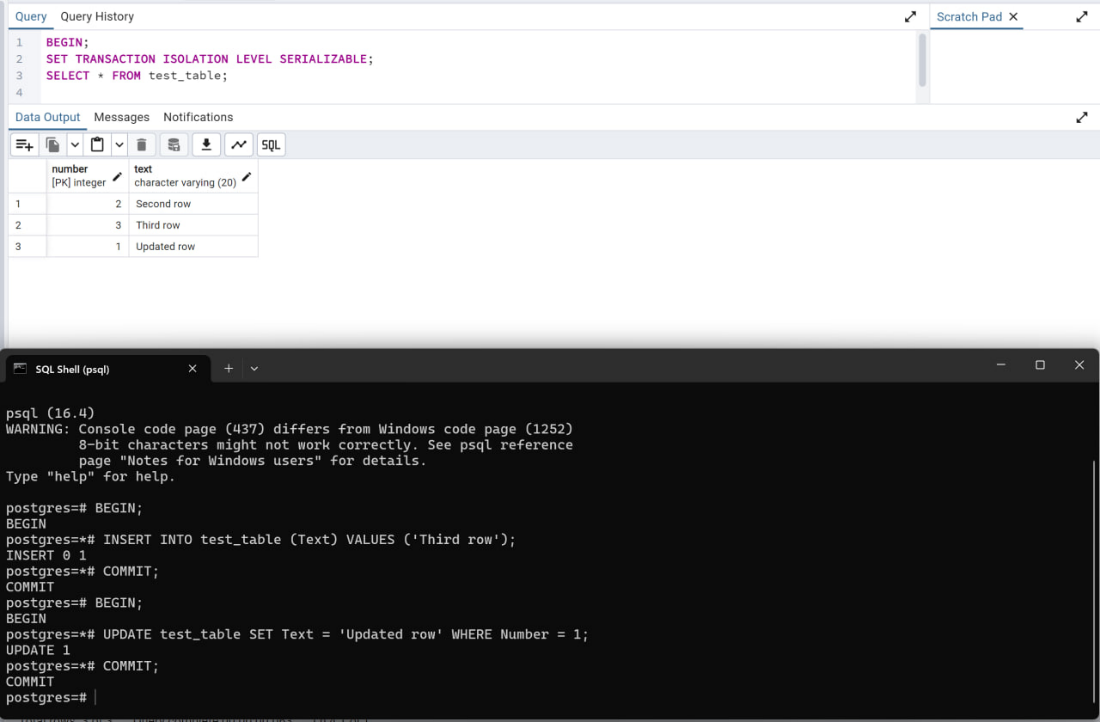 Query Query History Scratch Pad
1 BEGIN;
2 SET TRANSACTION ISOLATION LEVEL SERIALIZABLE;
3 SELECT * FROM test_table;
4
Data Output Messages Notifications
SQL
number text
[PK] integer character varying (20)
1 2 Second row
2 3 Third row
3 1 Updated row
SQL Shell (psql)
psql (16.4)
WARNING: Console code page (437) differs from Windows code page (1252)
8-bit characters might not work correctly. See psql reference
page "Notes for Windows users" for details.
Type "help" for help.
postgres=# BEGIN;
BEGIN
postgres=*# INSERT INTO test_table (Text) VALUES ('Third row');
INSERT 0 1
postgres=*# COMMIT;
COMMIT
postgres=# BEGIN;
BEGIN
postgres=*# UPDATE test_table SET Text = 'Updated row' WHERE Number = 1;
UPDATE 1
postgres=*# COMMIT;
COMMIT
postgres=#